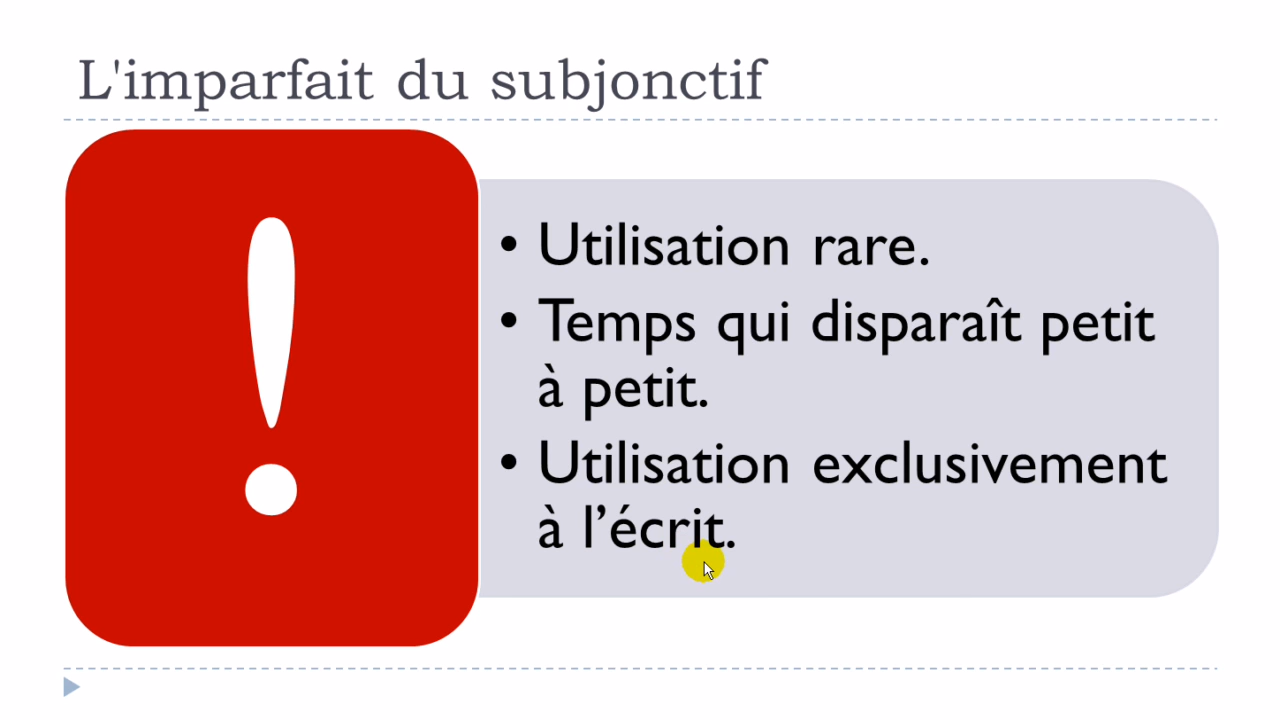 L'imparfait du subjonctif
!
• Utilisation rare.
• Temps qui disparaît petit
à petit.
• Utilisation exclusivement
à l’écrit.